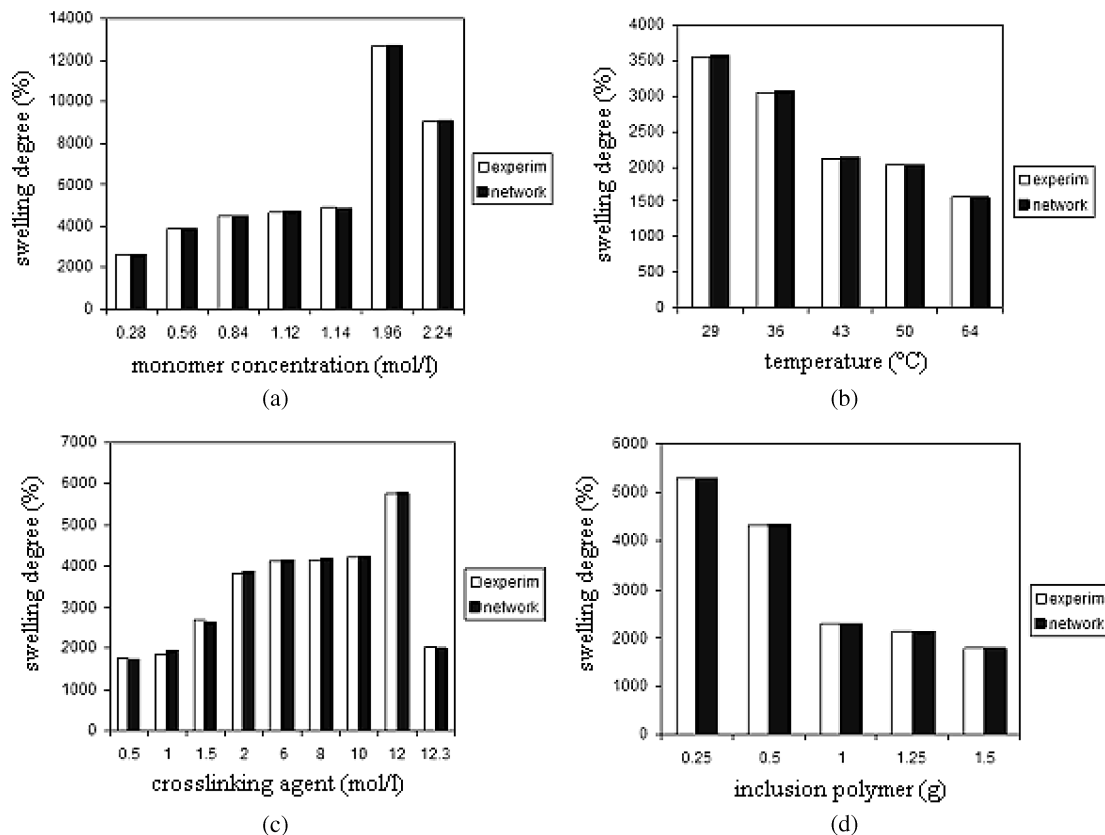 14000
12000
10000
8000
6000
4000
2000
0
swelling degree (%)
0.28 0.56 0.84 1.12 1.14 1.96 2.24
monomer concentration (mol/l)
experim
network
(a)
4000
3500
3000
2500
2000
1500
1000
500
0
swelling degree (%)
29 36 43 50 64
temperature (°C)
experim
network
(b)
7000
6000
5000
4000
3000
2000
1000
0
swelling degree (%)
0.5 1 1.5 2 6 8 10 12 12.3
crosslinking agent (mol/l)
experim
network
(c)
6000
5000
4000
3000
2000
1000
0
swelling degree (%)
0.25 0.5 1 1.25 1.5
inclusion polymer (g)
experim
network
(d)